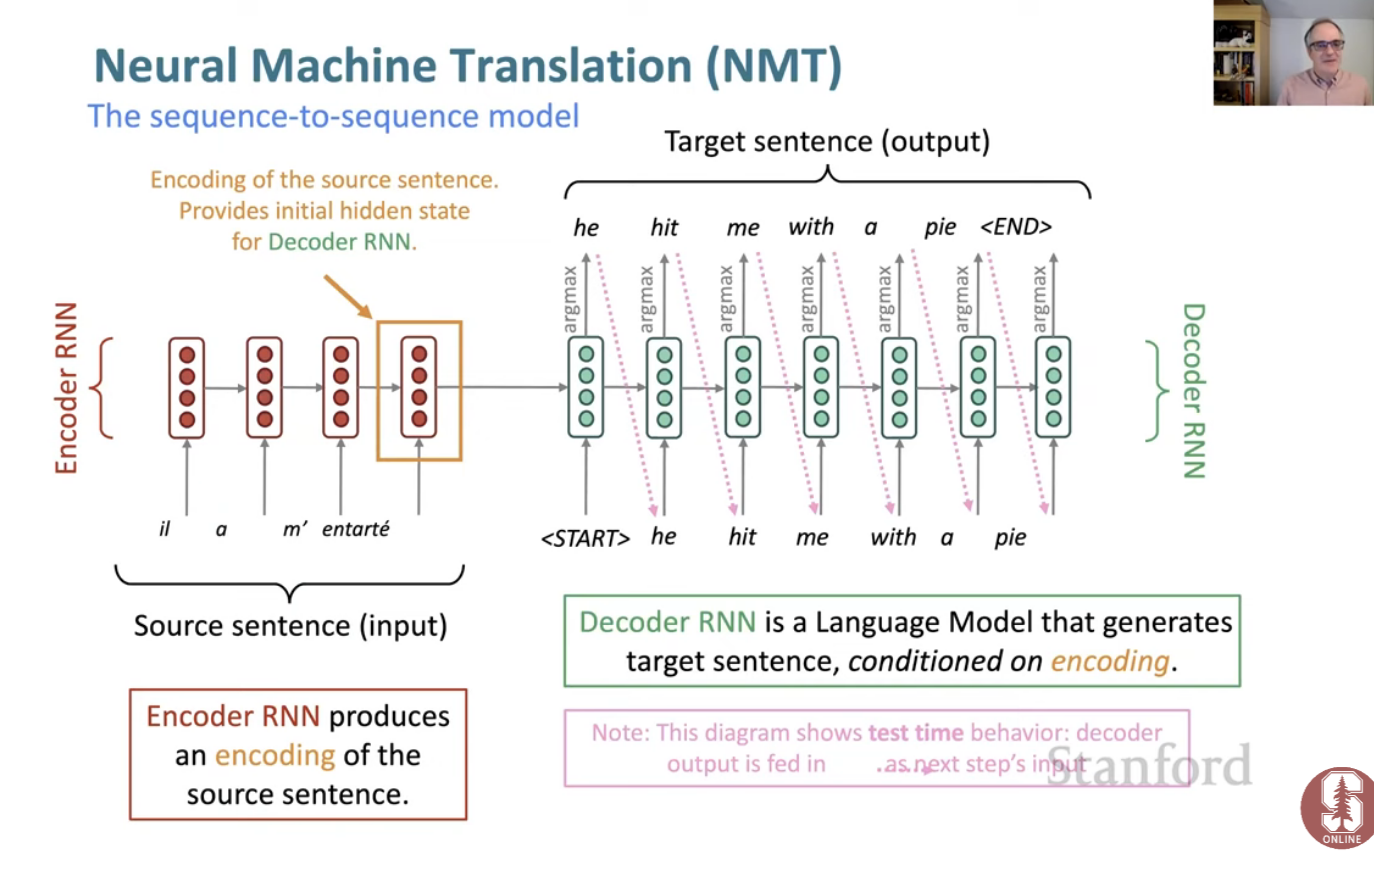 Neural Machine Translation (NMT)
The sequence-to-sequence model
Target sentence (output)
Encoding of the source sentence.
Provides initial hidden state
for Decoder RNN.
he hit me with a pie <END>
argmax argmax argmax argmax argmax argmax argmax
Encoder RNN
Decoder RNN
il a m' entarté
<START> he hit me with a pie
Source sentence (input)
Decoder RNN is a Language Model that generates
target sentence, conditioned on encoding.
Encoder RNN produces
an encoding of the
source sentence.
Note: This diagram shows test time behavior: decoder
output is fed in as next step's input
Stanford
S
ONLINE